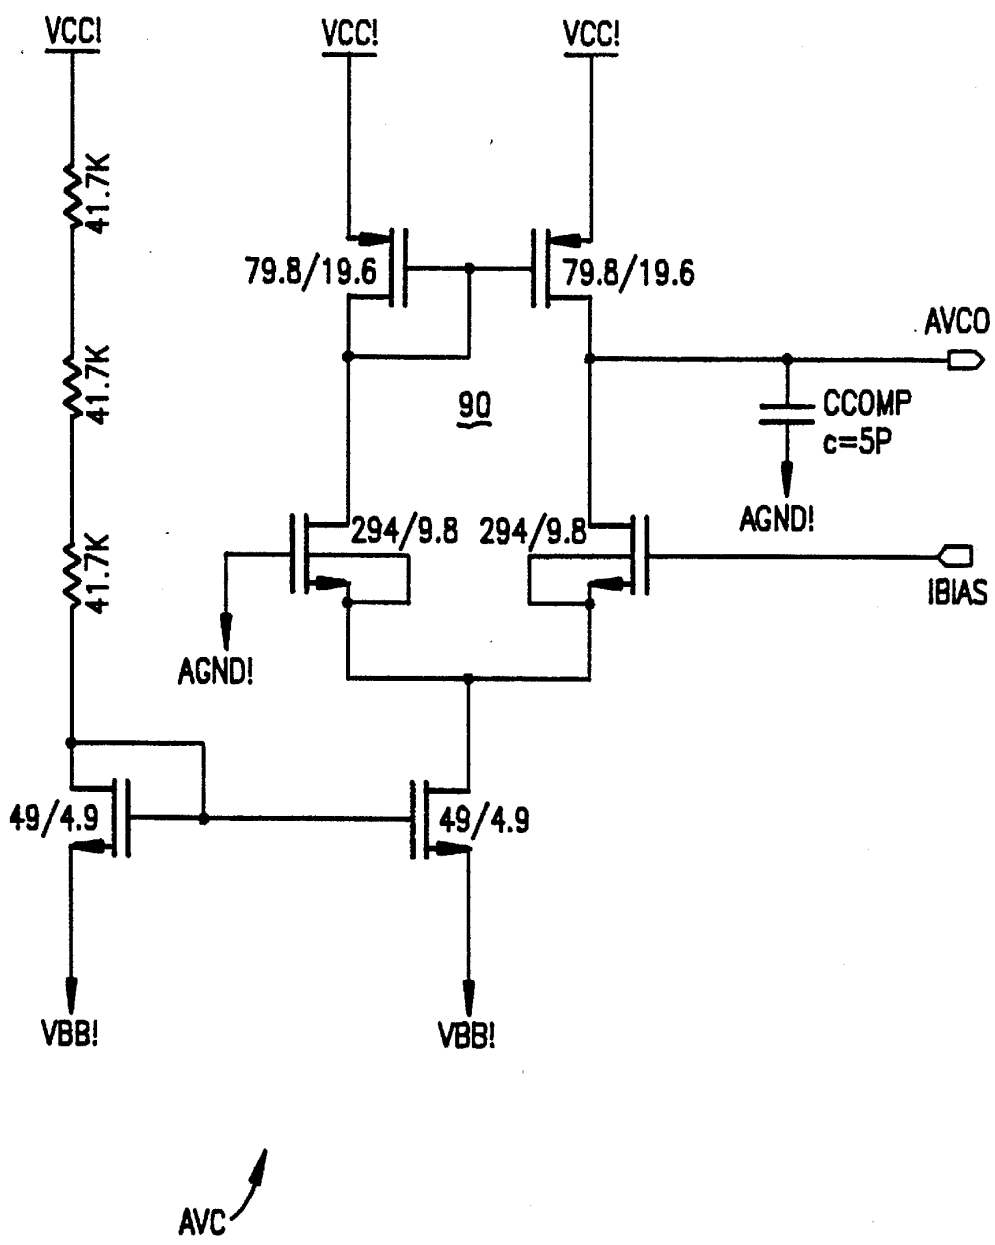 VCC!
VCC!
VCC!
41.7K
79.8/19.6
79.8/19.6
AVCO
41.7K
90
CCOMP
c=5P
AGND!
294/9.8
294/9.8
41.7K
IBIAS
AGND!
49/4.9
49/4.9
VBB!
VBB!
AVC